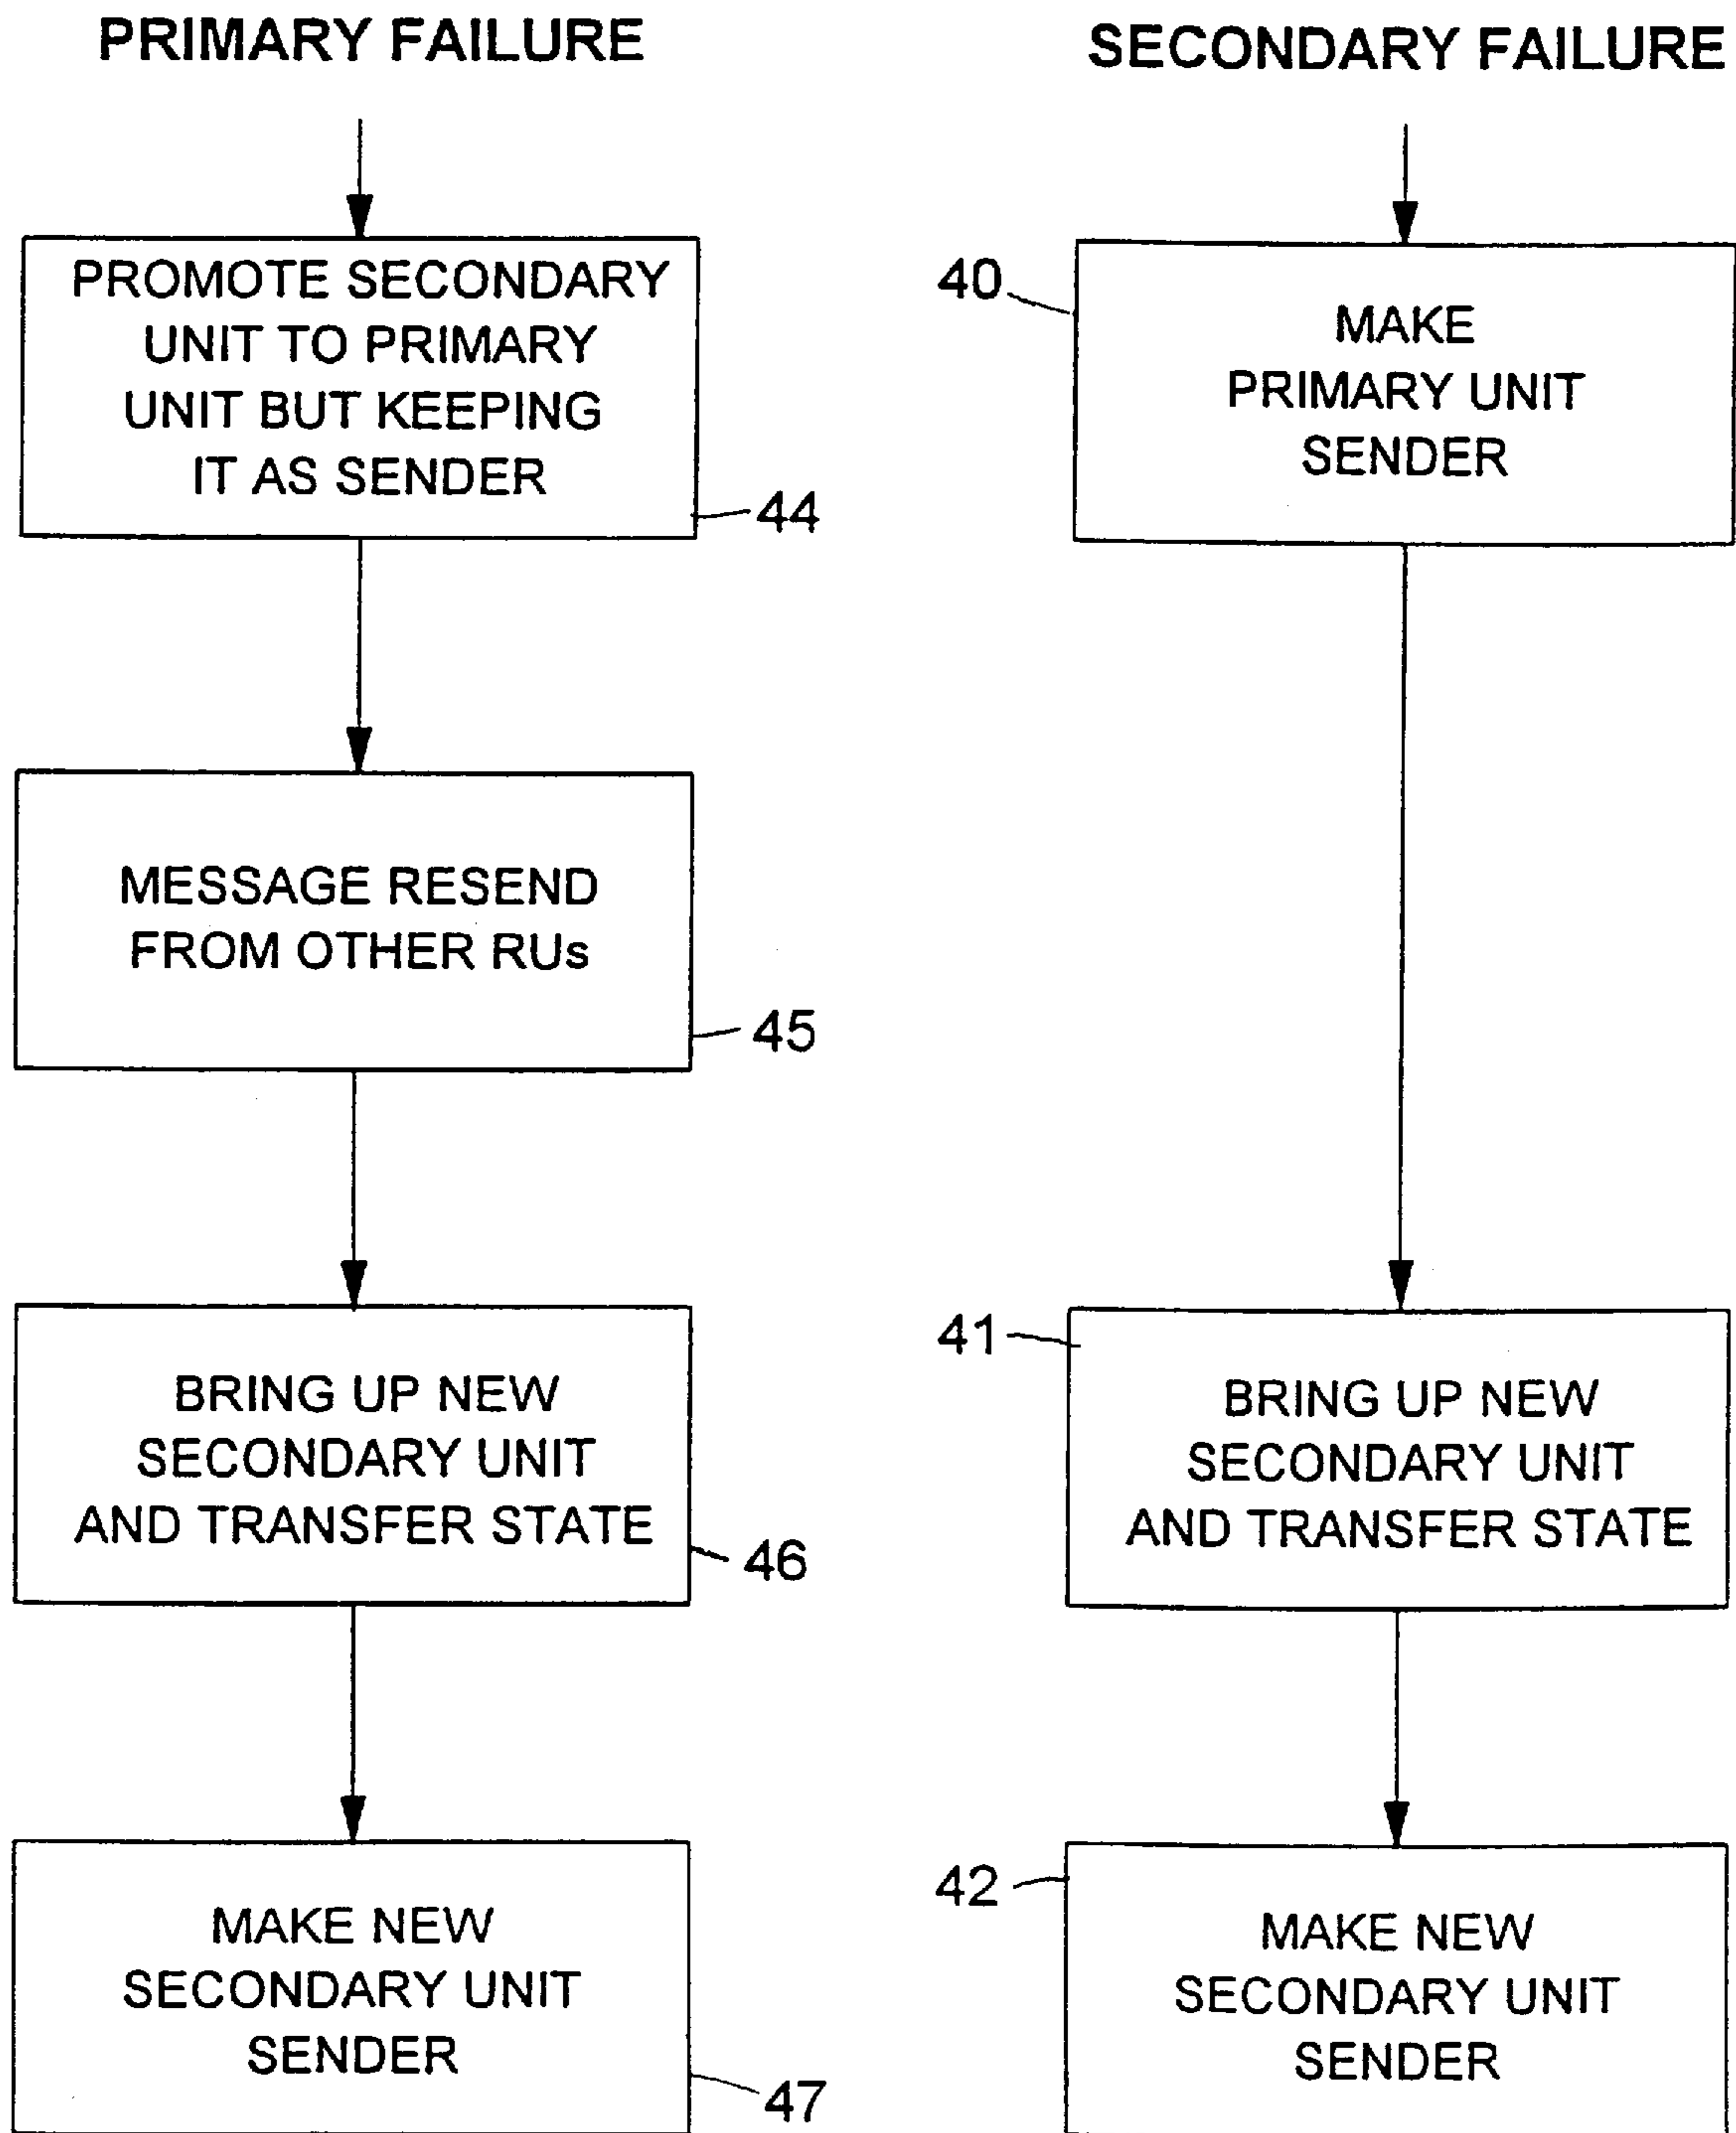 PRIMARY FAILURE
PROMOTE SECONDARY
UNIT TO PRIMARY
UNIT BUT KEEPING
IT AS SENDER
44
MESSAGE RESEND
FROM OTHER RUs
45
BRING UP NEW
SECONDARY UNIT
AND TRANSFER STATE
46
MAKE NEW
SECONDARY UNIT
SENDER
47
SECONDARY FAILURE
40
MAKE
PRIMARY UNIT
SENDER
41
BRING UP NEW
SECONDARY UNIT
AND TRANSFER STATE
42
MAKE NEW
SECONDARY UNIT
SENDER